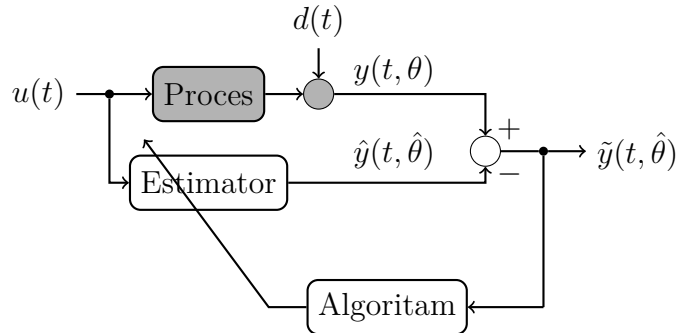 d(t)
u(t)
Proces
y(t, θ)
+
ŷ(t, θ̂)
ỹ(t, θ̂)
−
Estimator
Algoritam